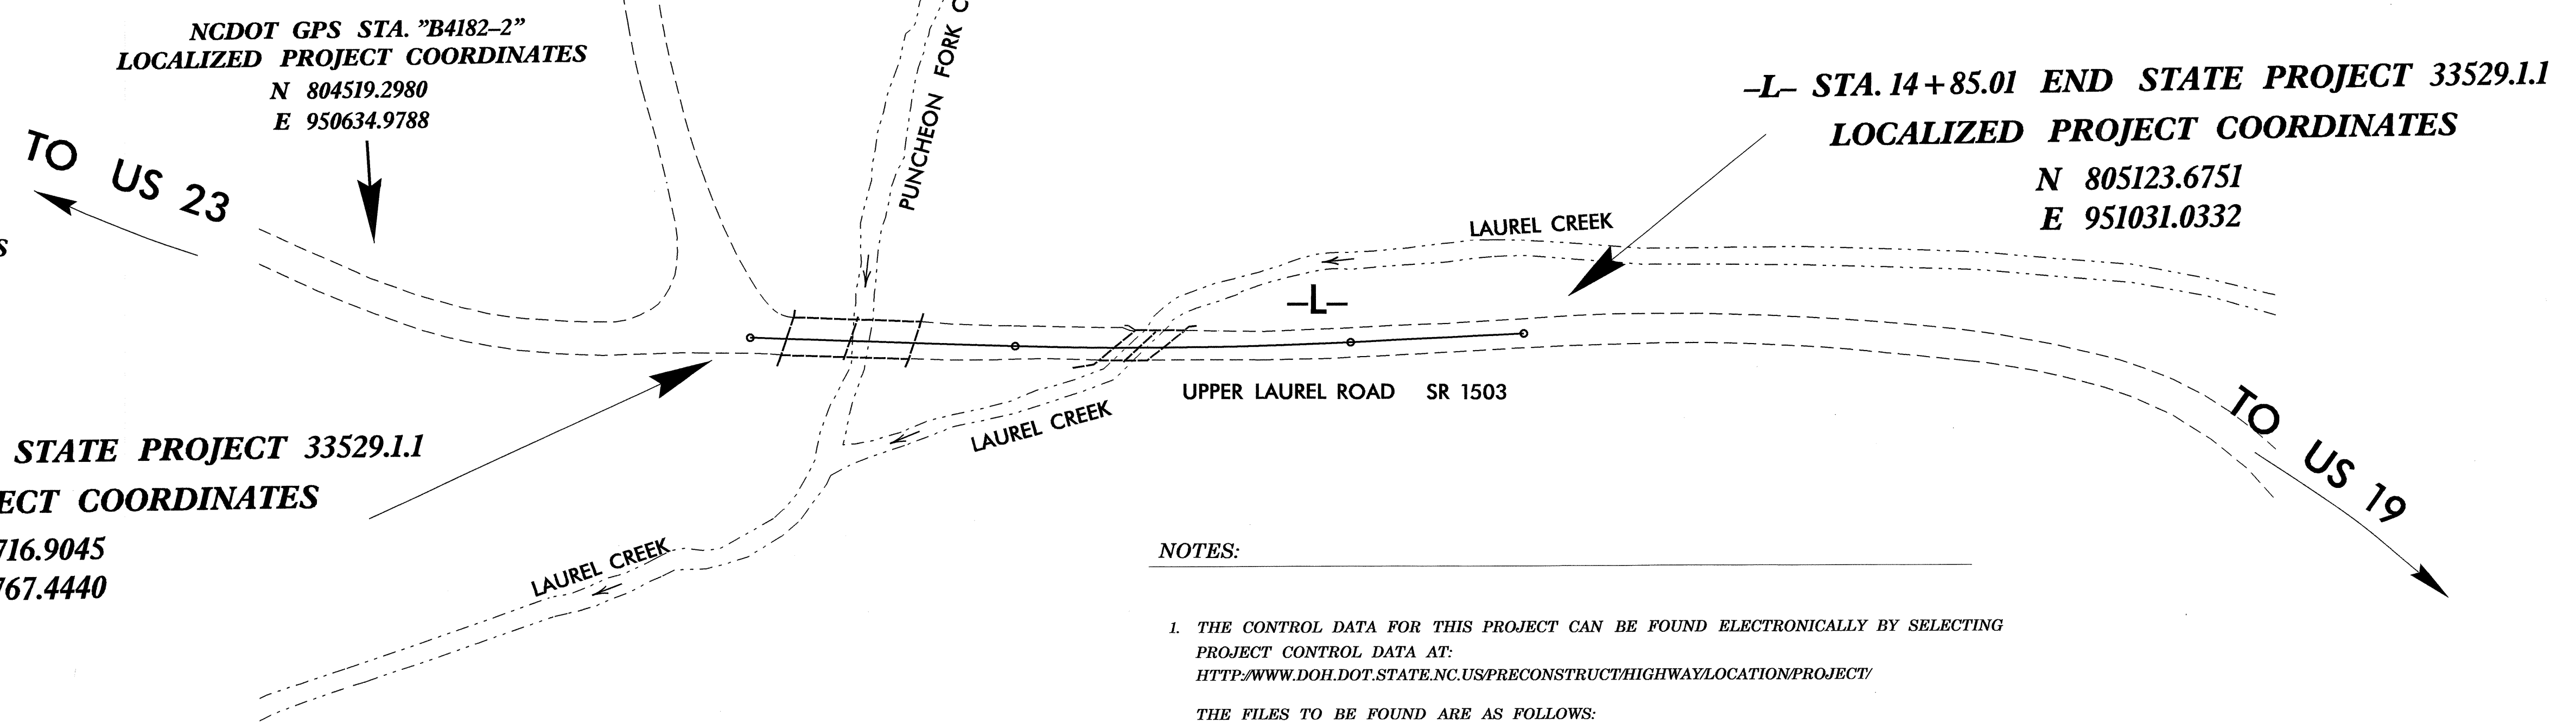 NCDOT GPS STA. "B4182-2"
LOCALIZED PROJECT COORDINATES
N 804519.2980
E 950634.9788
TO US 23
PUNCHEON FORK
-L- STA. 14+85.01 END STATE PROJECT 33529.1.1
LOCALIZED PROJECT COORDINATES
N 805123.6751
E 951031.0332
LAUREL CREEK
-L-
UPPER LAUREL ROAD SR 1503
LAUREL CREEK
TO US 19
STATE PROJECT 33529.1.1
COORDINATES
716.9045
767.4440
LAUREL CREEK
NOTES:
1. THE CONTROL DATA FOR THIS PROJECT CAN BE FOUND ELECTRONICALLY BY SELECTING
PROJECT CONTROL DATA AT:
HTTP://WWW.DOH.DOT.STATE.NC.US/PRECONSTRUCT/HIGHWAY/LOCATION/PROJECT/
THE FILES TO BE FOUND ARE AS FOLLOWS: